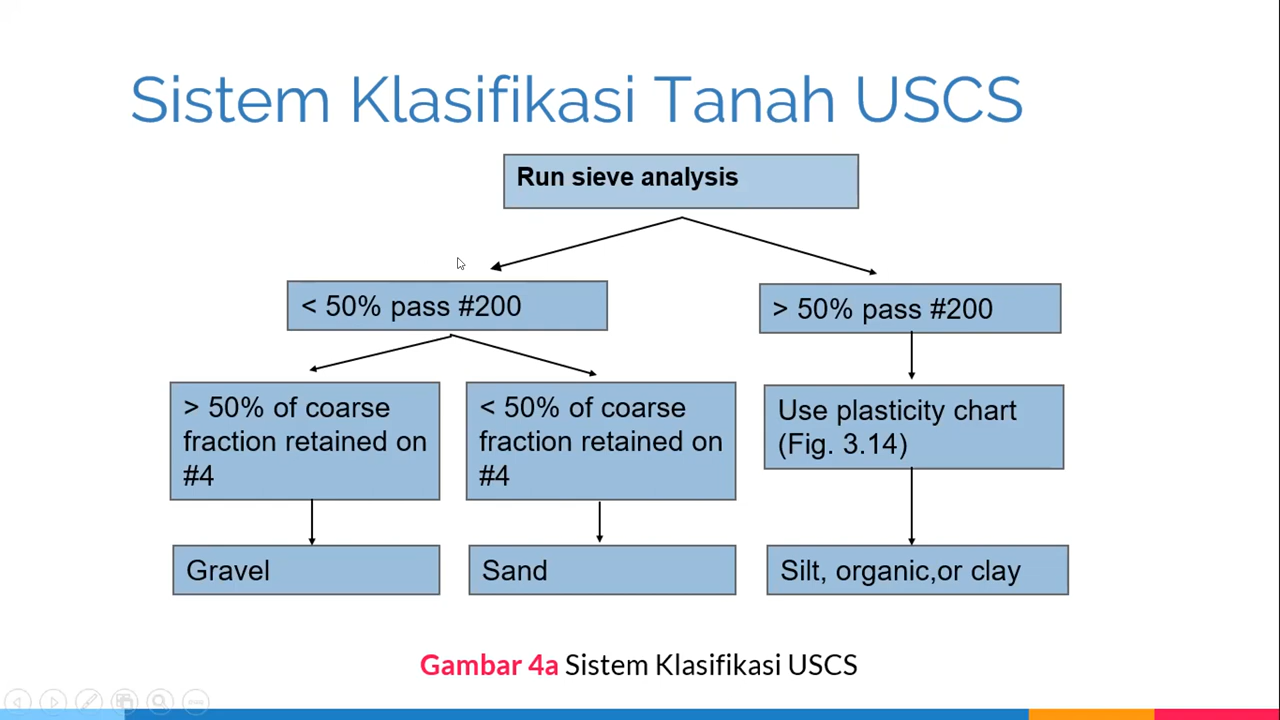 Sistem Klasifikasi Tanah USCS
Run sieve analysis
< 50% pass #200
> 50% pass #200
> 50% of coarse
fraction retained on
#4
< 50% of coarse
fraction retained on
#4
Use plasticity chart
(Fig. 3.14)
Gravel
Sand
Silt, organic,or clay
Gambar 4a Sistem Klasifikasi USCS